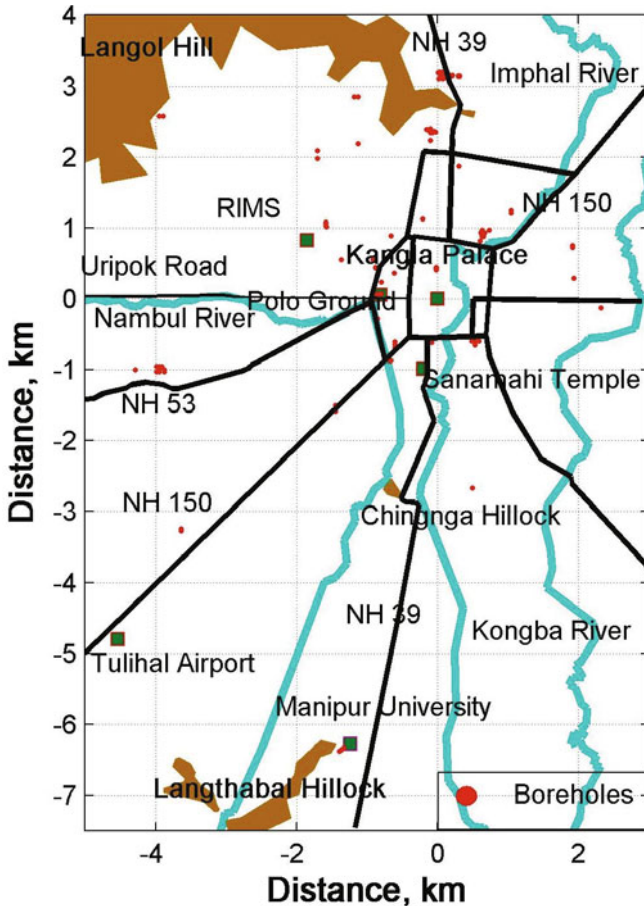 4
NH 39
Langol Hill
3
Imphal River
2
NH 150
RIMS
1
Kangla Palace
Uripok Road
0
Polo Ground
Nambul River
-1
Sanamahi Temple
NH 53
-2
Distance, km
NH 150
-3
Chingnga Hillock
-4
NH 39
Kongba River
-5
Tulihal Airport
Manipur University
-6
Langthabal Hillock
Boreholes
-7
-4 -2 0 2
Distance, km